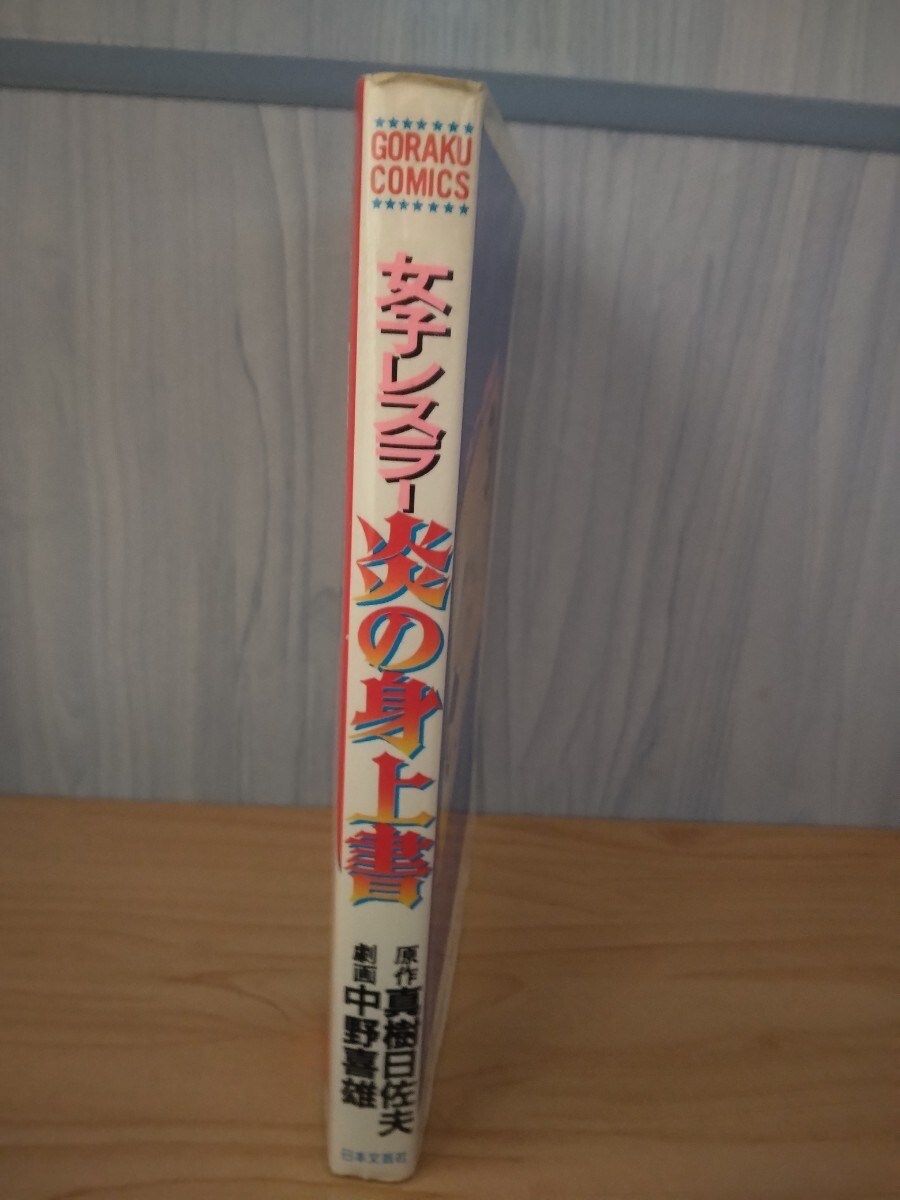 GORAKU
COMICS
女子レスラー
炎の身上書
原作 真樹日佐夫
劇画 中野喜雄
日本文芸社